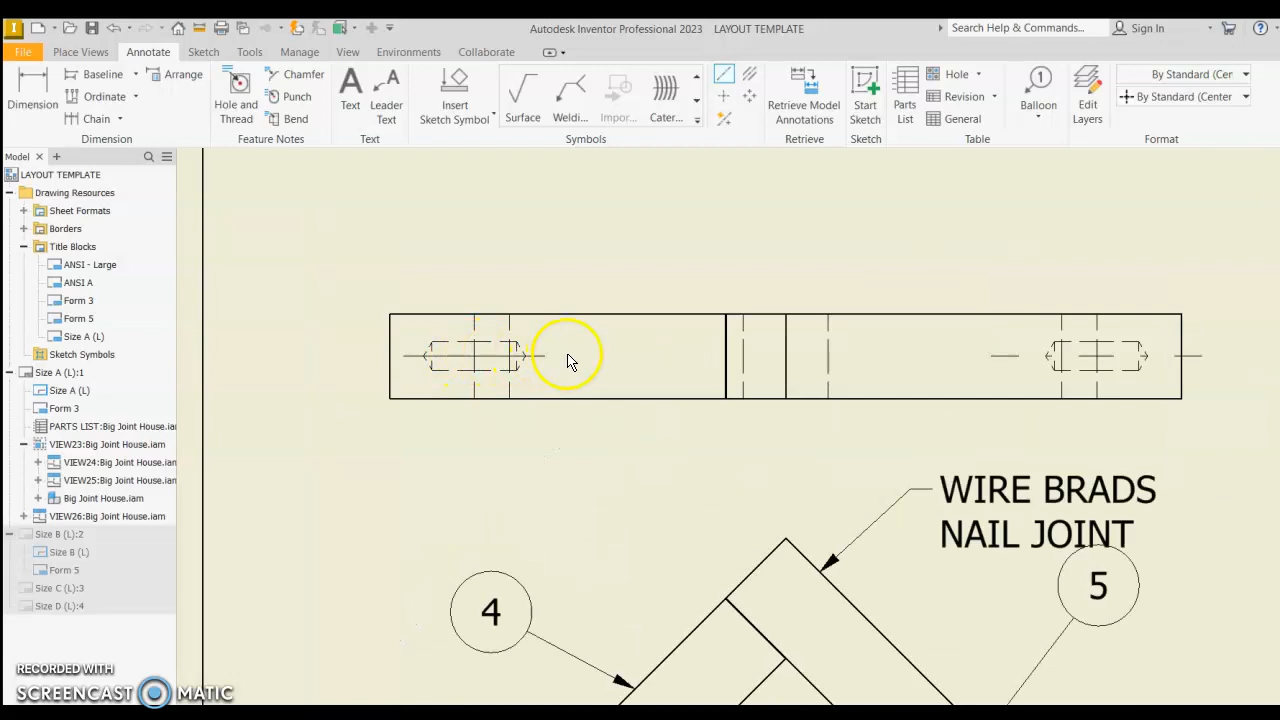 Autodesk Inventor Professional 2023 LAYOUT TEMPLATE
Search Help & Commands...
Sign In
File Place Views Annotate Sketch Tools Manage View Environments Collaborate
Dimension
Baseline
Arrange
Ordinate
Chain
Dimension
Hole and Thread
Chamfer
Punch
Bend
Feature Notes
Text
Leader Text
Text
Insert Sketch Symbol
Surface
Weldi...
Impor...
Cater...
Symbols
Retrieve Model Annotations
Retrieve
Start Sketch
Sketch
Parts List
Hole
Revision
General
Table
1
Balloon
Edit Layers
By Standard (Cer
By Standard (Center
Format
Model
LAYOUT TEMPLATE
Drawing Resources
Sheet Formats
Borders
Title Blocks
ANSI - Large
ANSI A
Form 3
Form 5
Size A (L)
Sketch Symbols
Size A (L):1
Size A (L)
Form 3
PARTS LIST:Big Joint House.ia
VIEW23:Big Joint House.iam
VIEW24:Big Joint House.iam
VIEW25:Big Joint House.iam
Big Joint House.iam
VIEW26:Big Joint House.iam
Size B (L):2
Size B (L)
Form 5
Size C (L):3
Size D (L):4
WIRE BRADS
NAIL JOINT
4
5
RECORDED WITH
SCREENCAST MATIC